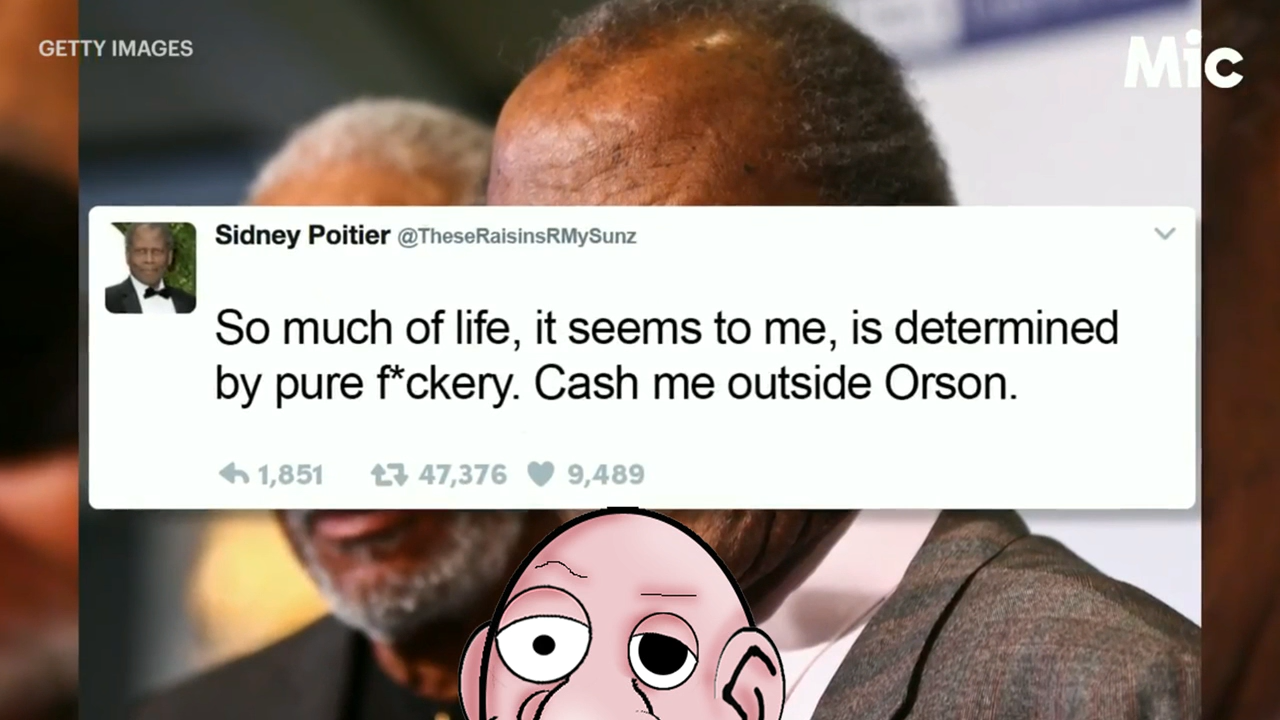 GETTY IMAGES
Mic
Sidney Poitier @TheseRaisinsRMySunz
So much of life, it seems to me, is determined
by pure f*ckery. Cash me outside Orson.
1,851 47,376 9,489